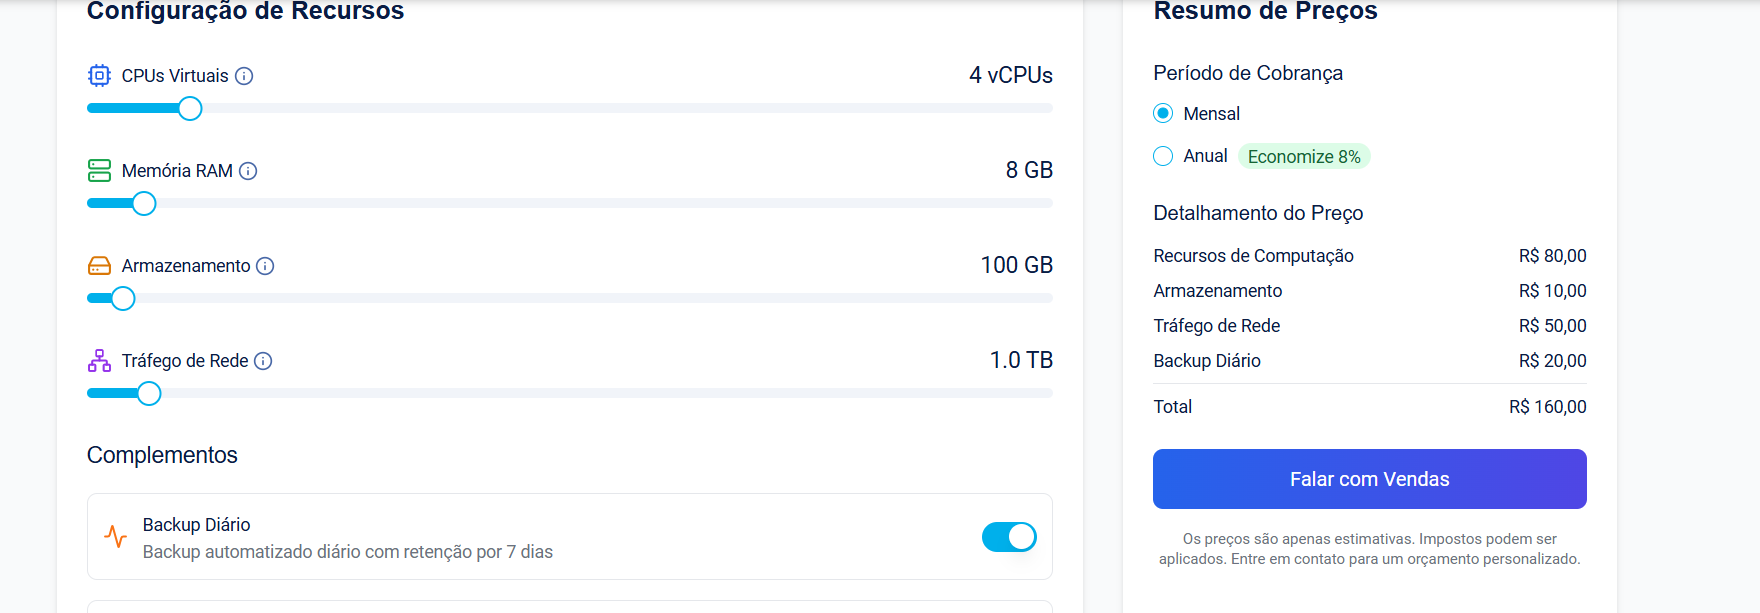 Configuração de Recursos
CPUs Virtuais
4 vCPUs
Memória RAM
8 GB
Armazenamento
100 GB
Tráfego de Rede
1.0 TB
Complementos
Backup Diário
Backup automatizado diário com retenção por 7 dias
Resumo de Preços
Período de Cobrança
Mensal
Anual Economize 8%
Detalhamento do Preço
Recursos de Computação R$ 80,00
Armazenamento R$ 10,00
Tráfego de Rede R$ 50,00
Backup Diário R$ 20,00
Total R$ 160,00
Falar com Vendas
Os preços são apenas estimativas. Impostos podem ser
aplicados. Entre em contato para um orçamento personalizado.